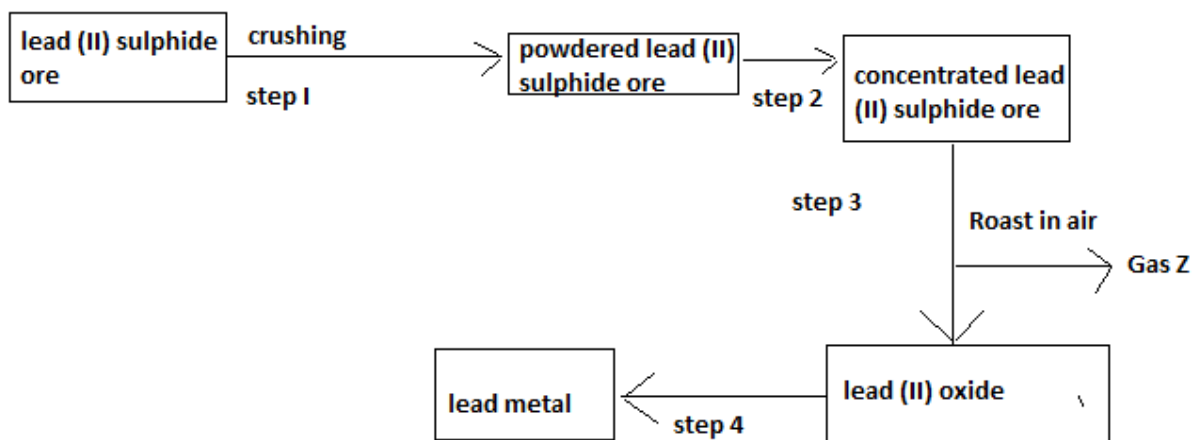 lead (II) sulphide
ore
crushing
step I
powdered lead (II)
sulphide ore
step 2
concentrated lead
(II) sulphide ore
step 3
Roast in air
Gas Z
lead (II) oxide
step 4
lead metal